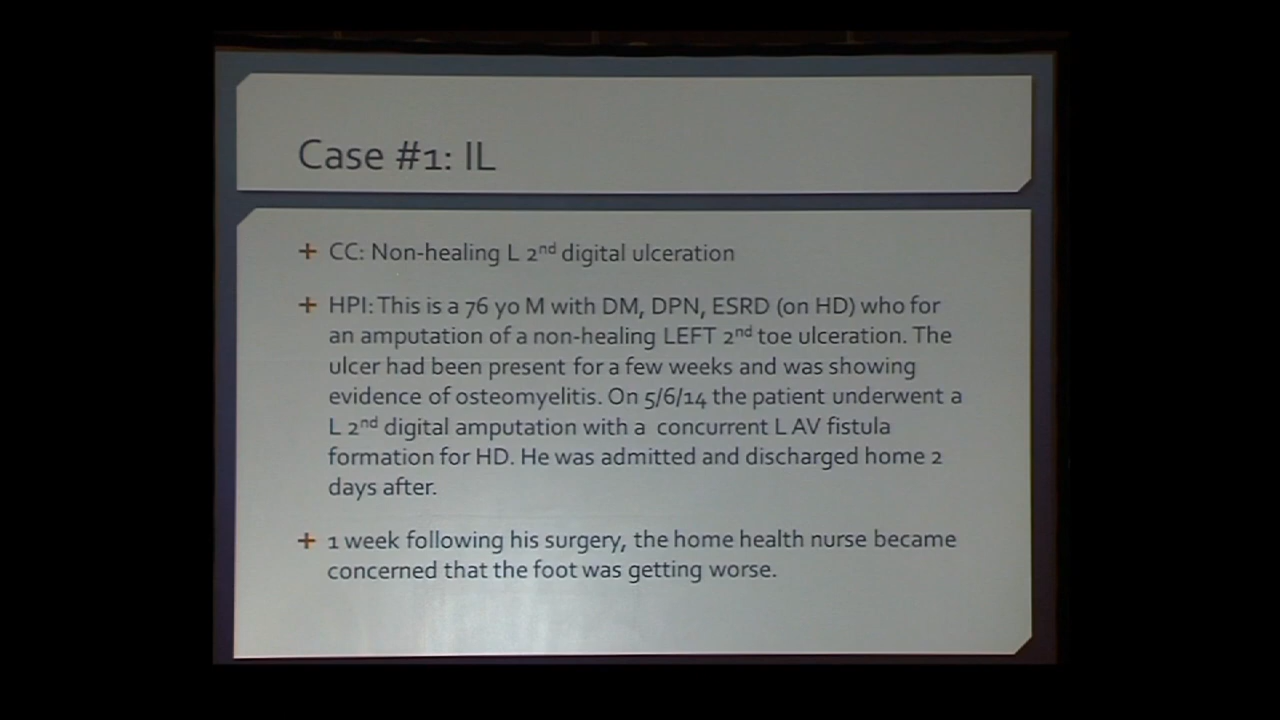 Case #1: IL
+ CC: Non-healing L 2nd digital ulceration
+ HPI: This is a 76 yo M with DM, DPN, ESRD (on HD) who for
an amputation of a non-healing LEFT 2nd toe ulceration. The
ulcer had been present for a few weeks and was showing
evidence of osteomyelitis. On 5/6/14 the patient underwent a
L 2nd digital amputation with a concurrent L AV fistula
formation for HD. He was admitted and discharged home 2
days after.
+ 1 week following his surgery, the home health nurse became
concerned that the foot was getting worse.